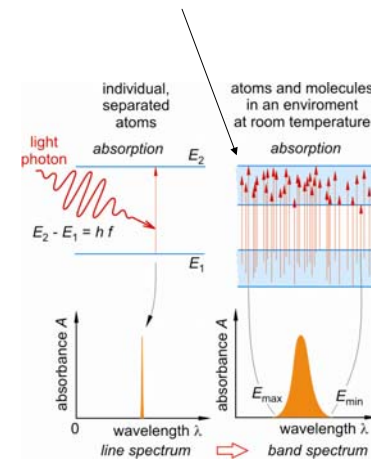 individual,
separated
atoms
absorption
light
photon
E2
E2 - E1 = h f
E1
absorbance A
0
wavelength λ
line spectrum
atoms and molecules
in an enviroment
at room temperature
absorption
absorbance A
Emax
Emin
wavelength λ
band spectrum